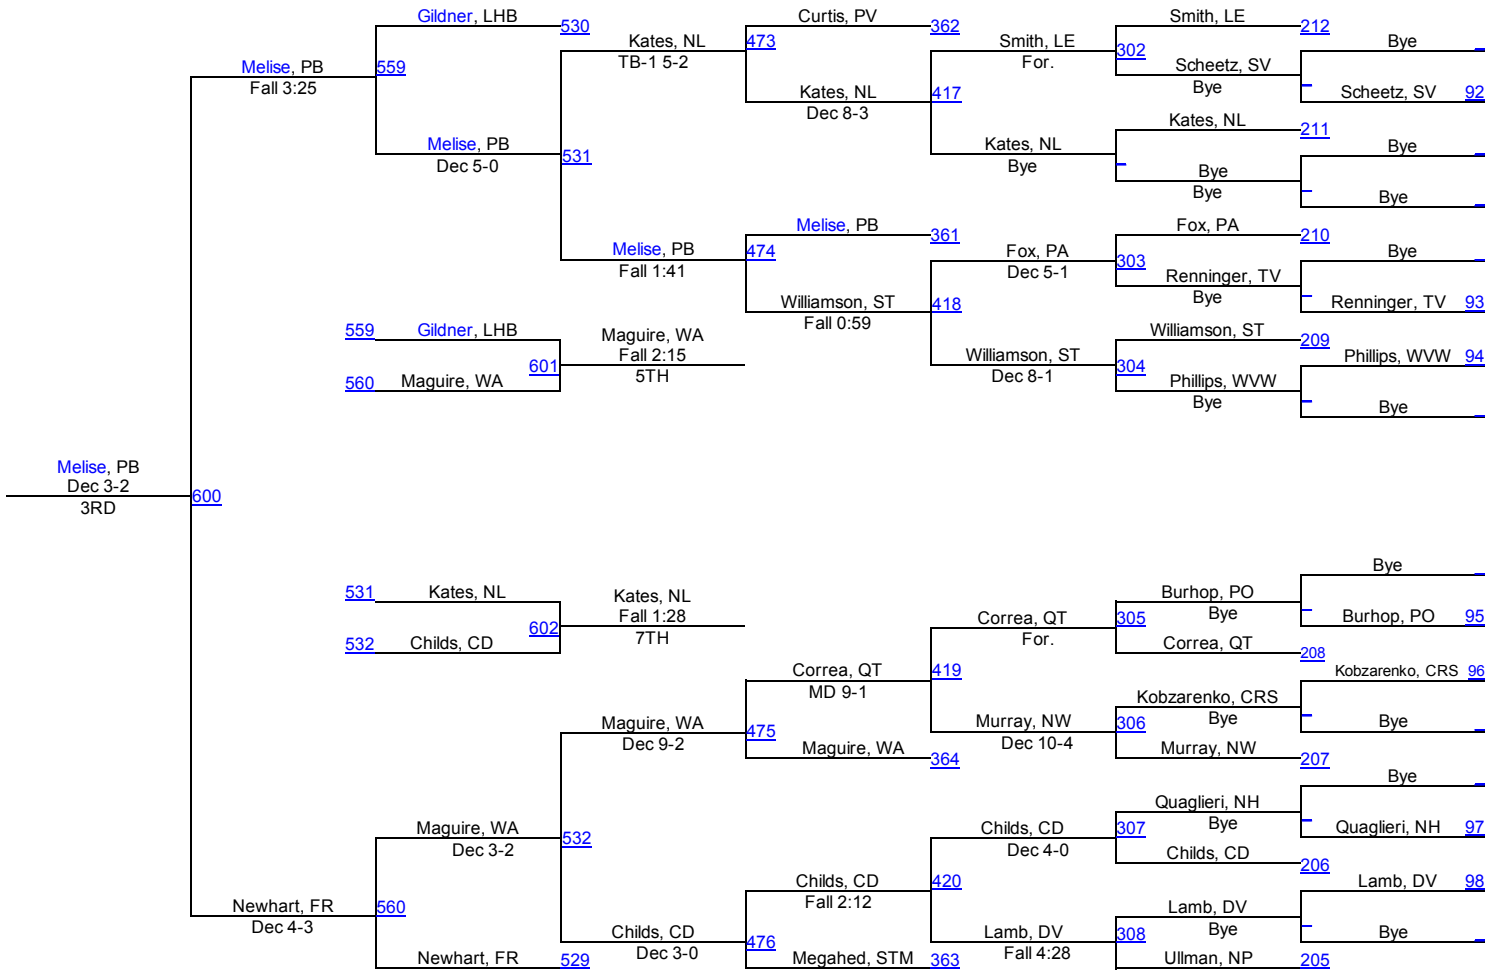 Gildner, LHB 530 Curtis, PV 362 Smith, LE 212
Kates, NL 473 Smith, LE 302 Bye
Melise, PB 559 TB-1 5-2 For. Scheetz, SV
Fall 3:25 Kates, NL 417 Bye Scheetz, SV 92
Dec 8-3 Kates, NL 211
Melise, PB 531 Kates, NL Bye
Dec 5-0 Bye Bye
Bye Bye
Melise, PB 474 Melise, PB 361 Fox, PA 210
Fall 1:41 Fox, PA 303 Bye
Dec 5-1 Renninger, TV
Williamson, ST 418 Bye Renninger, TV 93
Fall 0:59
559 Gildner, LHB Maguire, WA Williamson, ST 209
601 Fall 2:15 Williamson, ST 304 Phillips, WVW 94
560 Maguire, WA 5TH Dec 8-1 Phillips, WVW
Bye Bye
Melise, PB
Dec 3-2 600
3RD
Bye
531 Kates, NL Kates, NL Burhop, PO
602 Fall 1:28 Correa, QT 305 Bye Burhop, PO 95
532 Childs, CD 7TH For. Correa, QT 208
Correa, QT 419 Kobzarenko, CRS 96
MD 9-1 Kobzarenko, CRS
Maguire, WA 475 Murray, NW 306 Bye Bye
Dec 9-2 Maguire, WA 364 Dec 10-4 Murray, NW 207
Bye
Quaglieri, NH
Maguire, WA 532 Childs, CD 307 Bye Quaglieri, NH 97
Dec 3-2 Dec 4-0 Childs, CD 206
Childs, CD 420 Lamb, DV 98
Newhart, FR 560 Fall 2:12 Lamb, DV
Dec 4-3 Childs, CD 476 Lamb, DV 308 Bye Bye
Newhart, FR 529 Dec 3-0 Megahed, STM 363 Fall 4:28 Ullman, NP 205